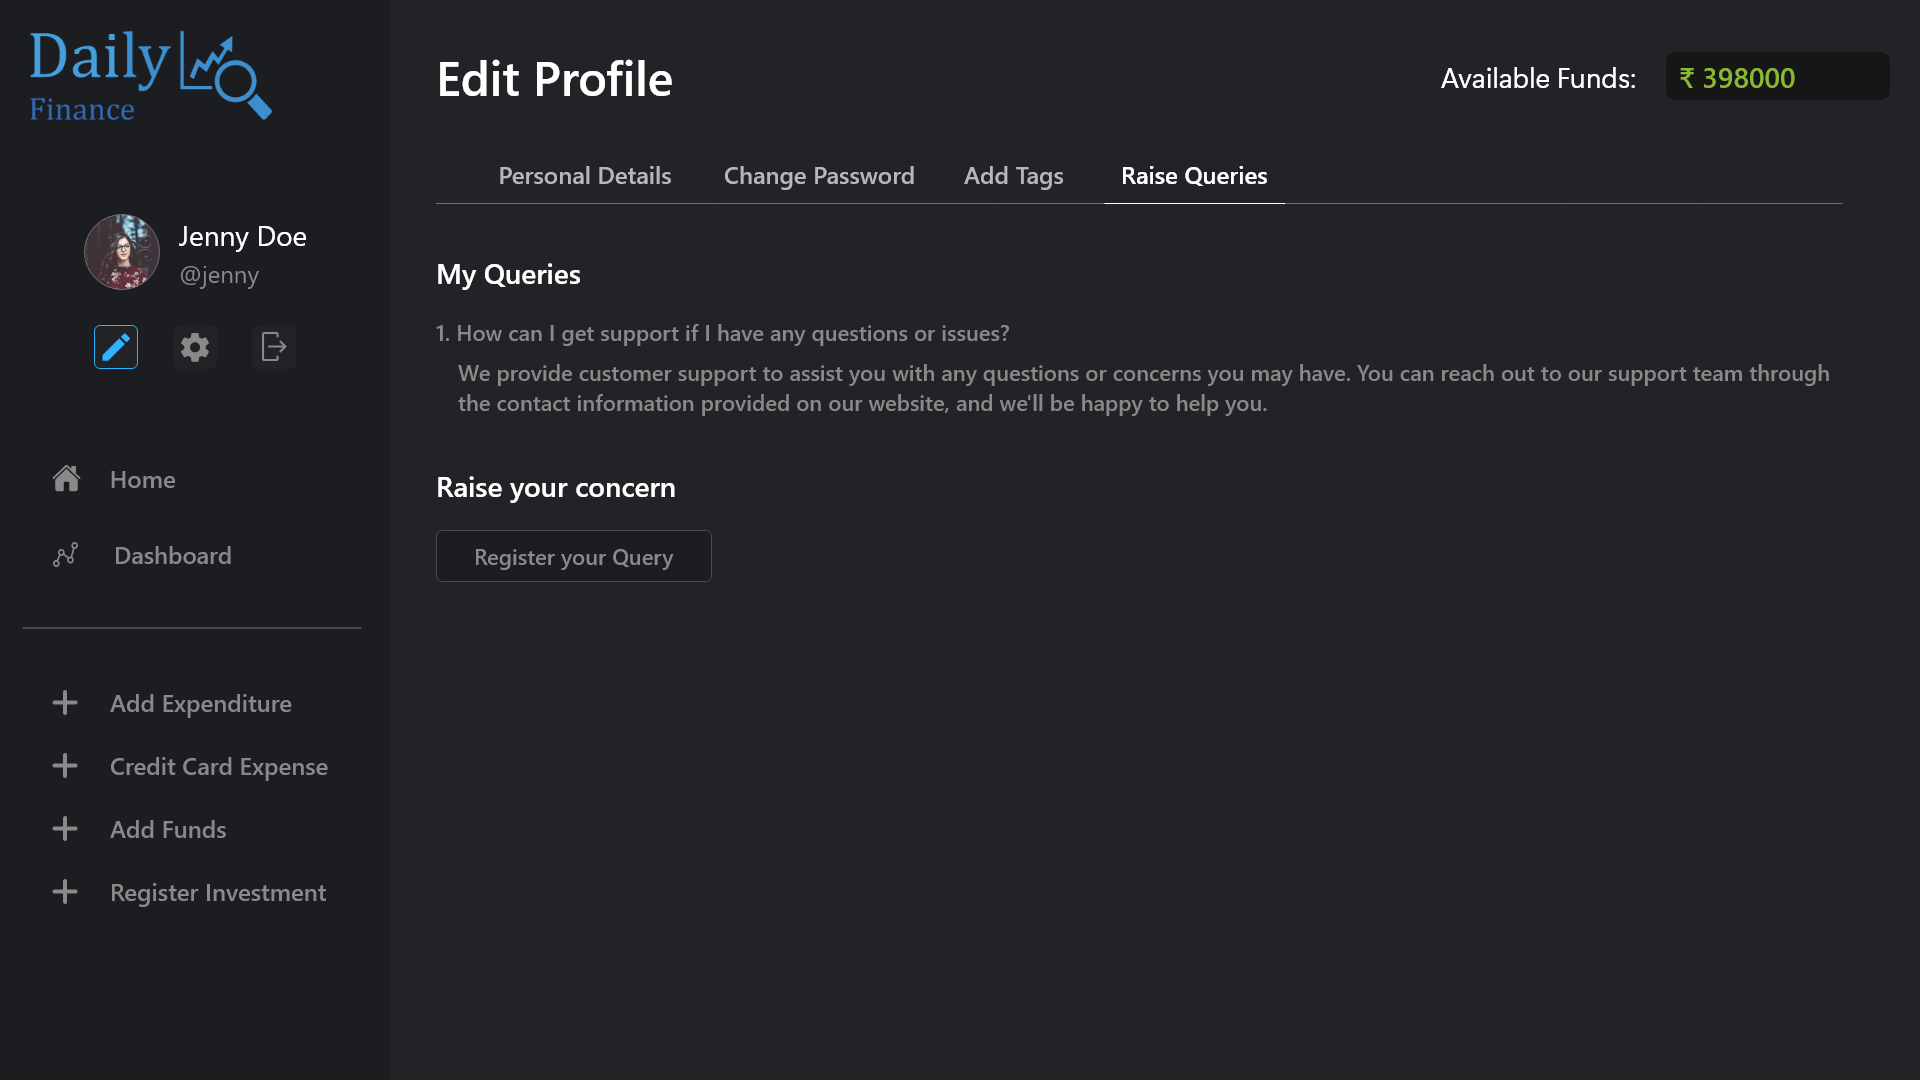 Daily
Finance
Jenny Doe
@jenny
Home
Dashboard
Add Expenditure
Credit Card Expense
Add Funds
Register Investment
Edit Profile
Available Funds:
₹ 398000
Personal Details
Change Password
Add Tags
Raise Queries
My Queries
1. How can I get support if I have any questions or issues?
We provide customer support to assist you with any questions or concerns you may have. You can reach out to our support team through
the contact information provided on our website, and we'll be happy to help you.
Raise your concern
Register your Query